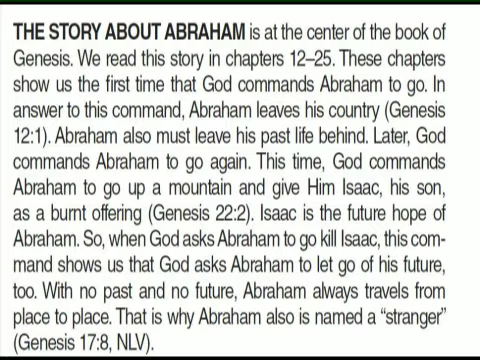 THE STORY ABOUT ABRAHAM is at the center of the book of
Genesis. We read this story in chapters 12–25. These chapters
show us the first time that God commands Abraham to go. In
answer to this command, Abraham leaves his country (Genesis
12:1). Abraham also must leave his past life behind. Later, God
commands Abraham to go again. This time, God commands
Abraham to go up a mountain and give Him Isaac, his son,
as a burnt offering (Genesis 22:2). Isaac is the future hope of
Abraham. So, when God asks Abraham to go kill Isaac, this com-
mand shows us that God asks Abraham to let go of his future,
too. With no past and no future, Abraham always travels from
place to place. That is why Abraham also is named a “stranger”
(Genesis 17:8, NLV).